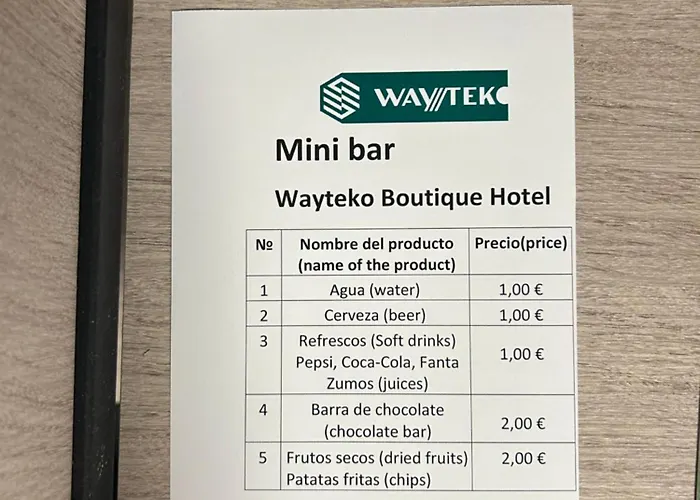 WAYTEKO
Mini bar
Wayteko Boutique Hotel
№ Nombre del producto Precio(price)
(name of the product)
1 Agua (water) 1,00 €
2 Cerveza (beer) 1,00 €
3 Refrescos (Soft drinks)
Pepsi, Coca-Cola, Fanta 1,00 €
Zumos (juices)
4 Barra de chocolate
(chocolate bar) 2,00 €
5 Frutos secos (dried fruits) 2,00 €
Patatas fritas (chips)